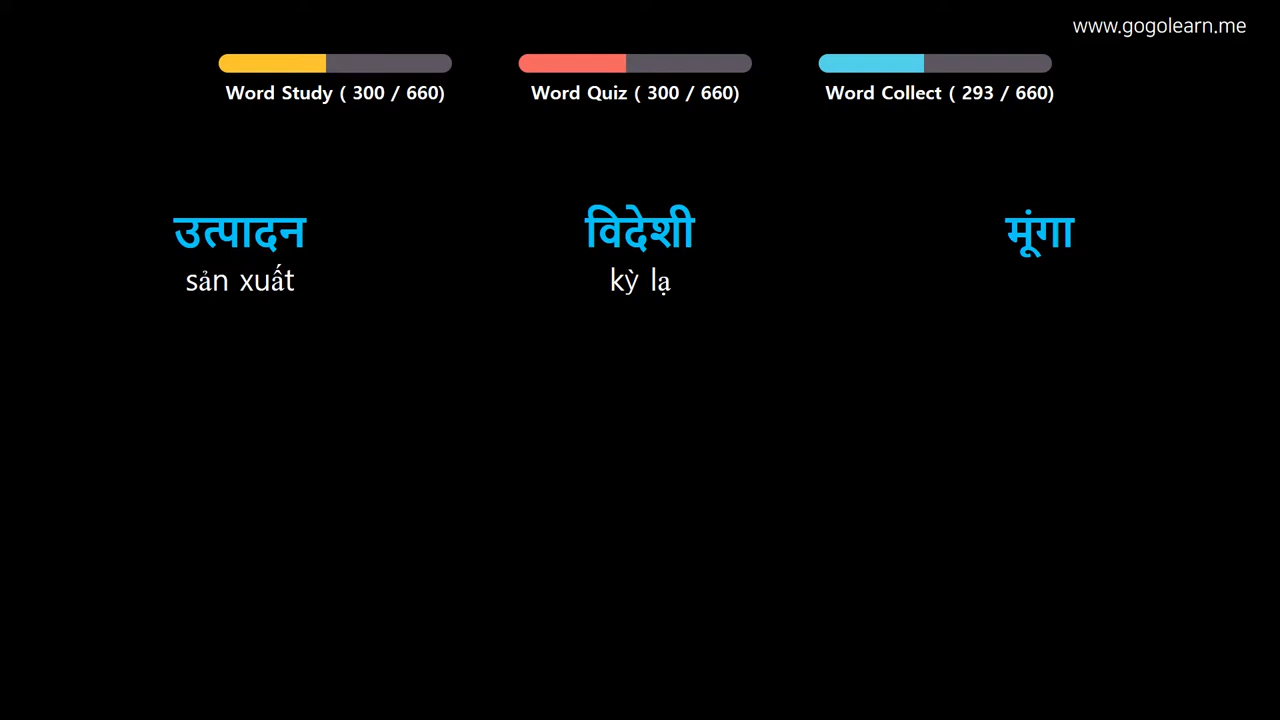 www.gogolearn.me
Word Study ( 300 / 660)
Word Quiz ( 300 / 660)
Word Collect ( 293 / 660)
उत्पादन
sản xuất
विदेशी
kỳ lạ
मूंगा